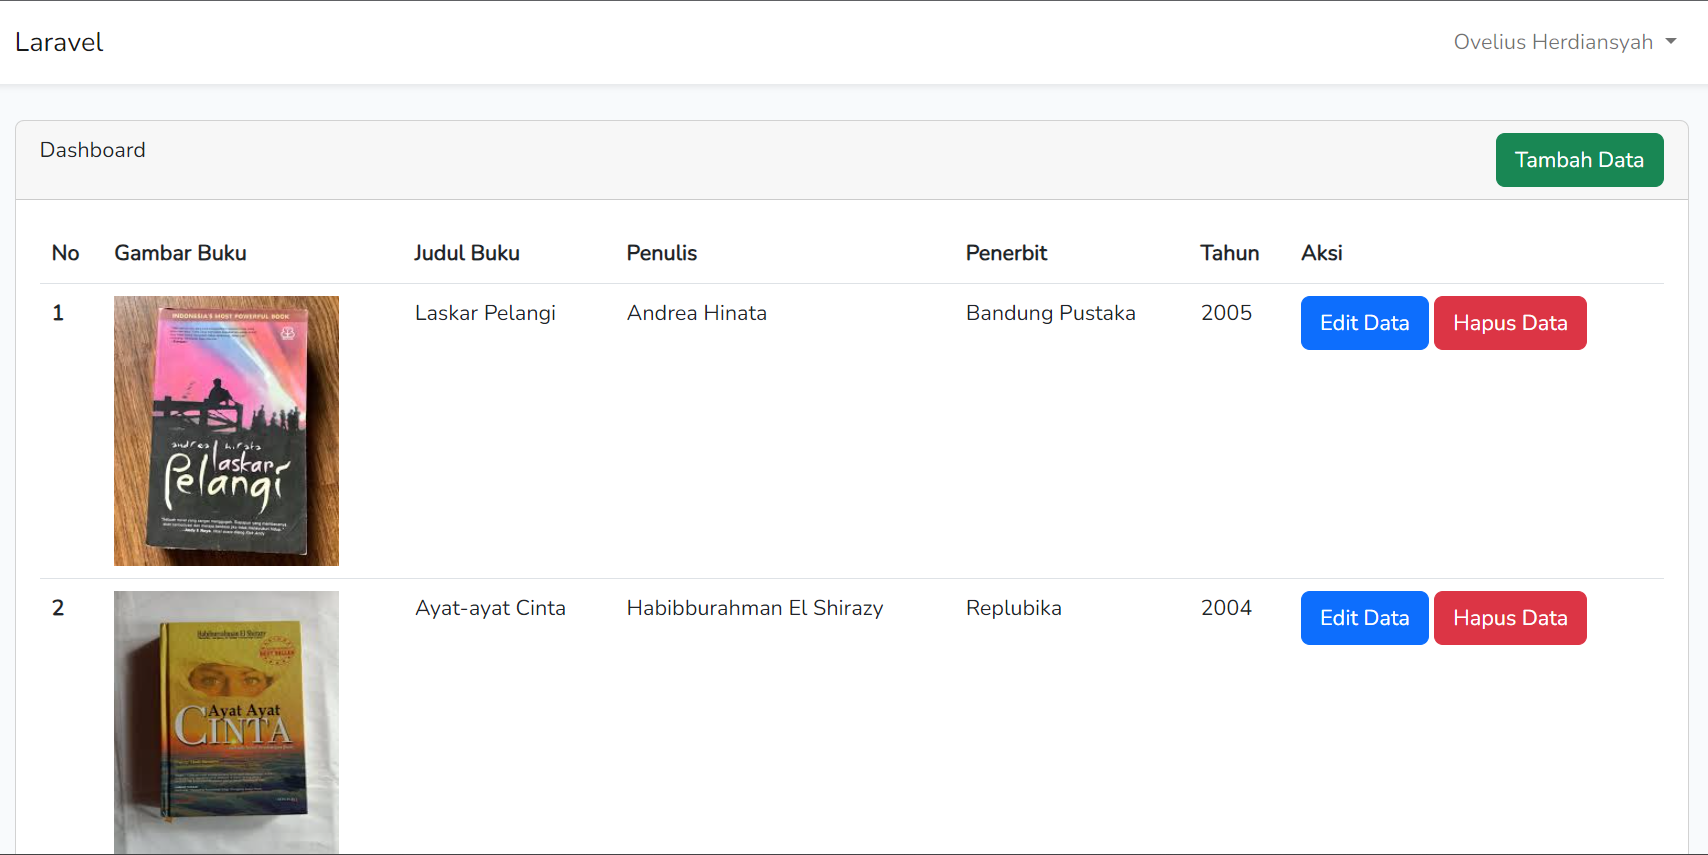 Laravel
Ovelius Herdiansyah
Dashboard
Tambah Data
No Gambar Buku Judul Buku Penulis Penerbit Tahun Aksi
1 Laskar Pelangi Andrea Hinata Bandung Pustaka 2005 Edit Data Hapus Data
INDONESIA'S MOST POWERFUL BOOK
andrea hirata
laskar
Pelangi
2 Ayat-ayat Cinta Habibburahman El Shirazy Replubika 2004 Edit Data Hapus Data
Habiburrahman El Shirazy
BEST SELLER
Ayat Ayat
CINTA